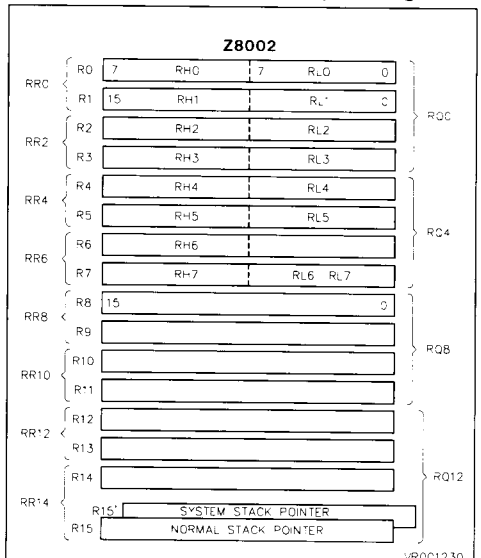 Z8002
RR0 R0 7 RH0 7 RL0 0
R1 15 RH1 RL1 0 RQ0
RR2 R2 RH2 RL2
R3 RH3 RL3
RR4 R4 RH4 RL4
R5 RH5 RL5 RQ4
RR6 R6 RH6
R7 RH7 RL6 RL7
RR8 R8 15 0
R9 RQ8
RR10 R10
R11
RR12 R12
R13
RR14 R14 RQ12
R15' SYSTEM STACK POINTER
R15 NORMAL STACK POINTER
VR001230